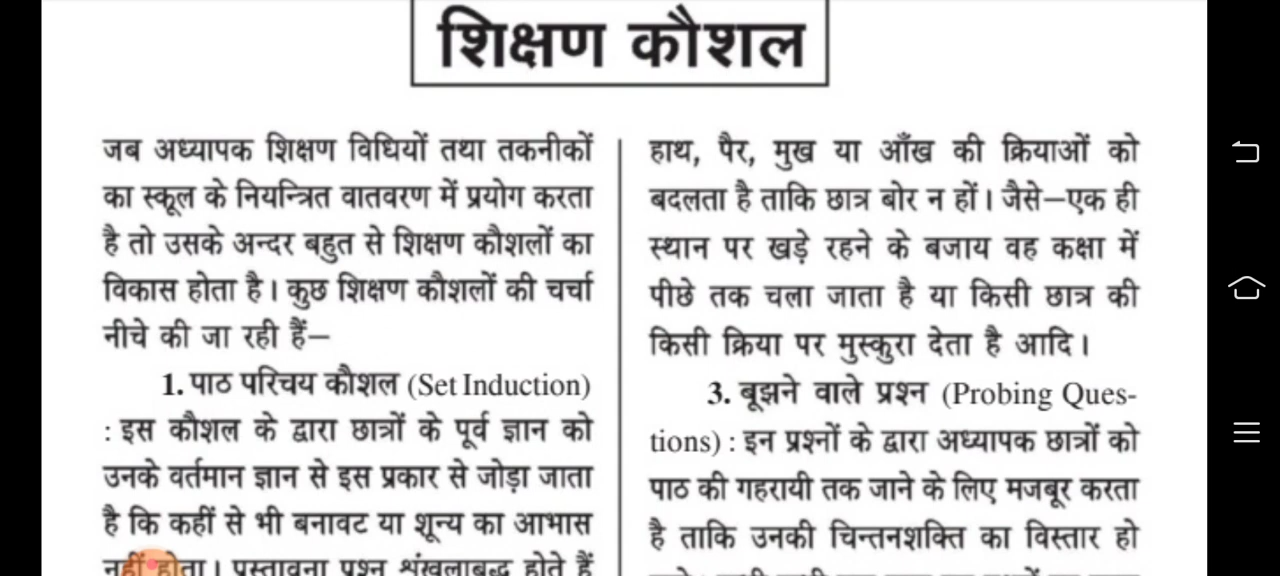 शिक्षण कौशल
जब अध्यापक शिक्षण विधियों तथा तकनीकों
का स्कूल के नियन्त्रित वातवरण में प्रयोग करता
है तो उसके अन्दर बहुत से शिक्षण कौशलों का
विकास होता है। कुछ शिक्षण कौशलों की चर्चा
नीचे की जा रही हैं–
1. पाठ परिचय कौशल (Set Induction)
: इस कौशल के द्वारा छात्रों के पूर्व ज्ञान को
उनके वर्तमान ज्ञान से इस प्रकार से जोड़ा जाता
है कि कहीं से भी बनावट या शून्य का आभास
नहीं होता। प्रस्तावना प्रश्न शृंखलाबद्ध होते हैं
हाथ, पैर, मुख या आँख की क्रियाओं को
बदलता है ताकि छात्र बोर न हों। जैसे–एक ही
स्थान पर खड़े रहने के बजाय वह कक्षा में
पीछे तक चला जाता है या किसी छात्र की
किसी क्रिया पर मुस्कुरा देता है आदि।
3. बूझने वाले प्रश्न (Probing Ques-
tions) : इन प्रश्नों के द्वारा अध्यापक छात्रों को
पाठ की गहरायी तक जाने के लिए मजबूर करता
है ताकि उनकी चिन्तनशक्ति का विस्तार हो